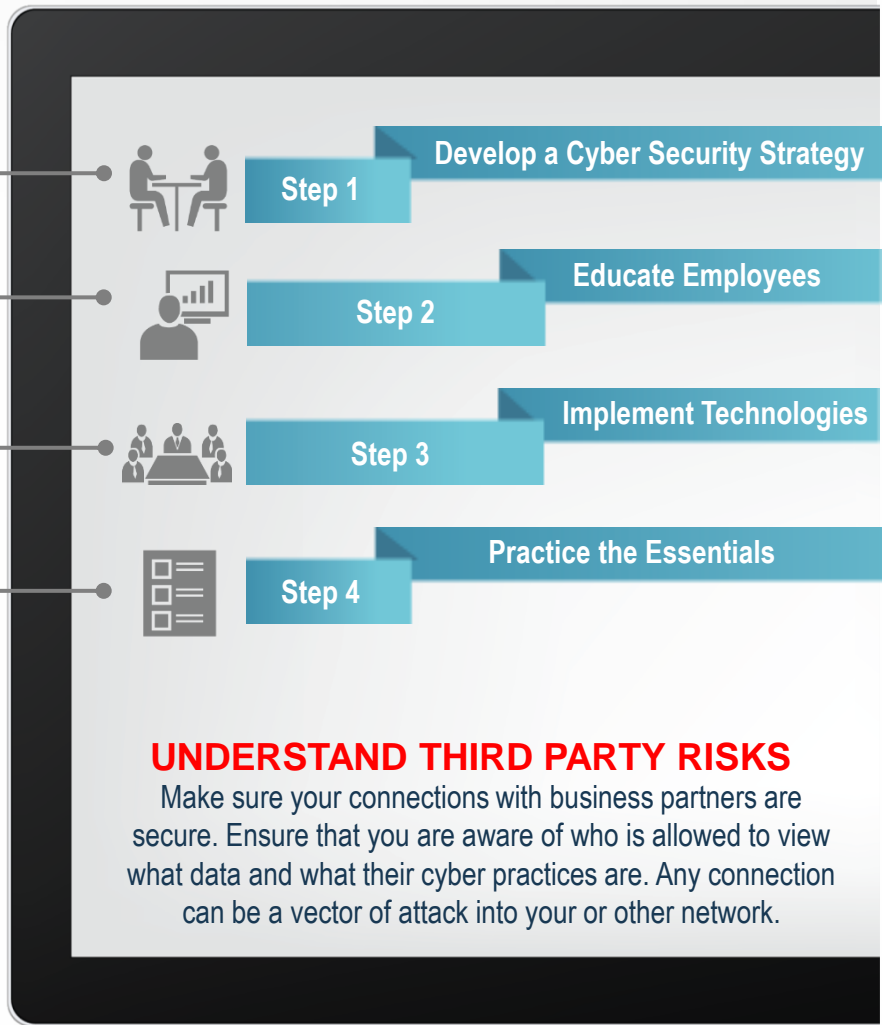 Develop a Cyber Security Strategy
Step 1
Educate Employees
Step 2
Implement Technologies
Step 3
Practice the Essentials
Step 4
UNDERSTAND THIRD PARTY RISKS
Make sure your connections with business partners are
secure. Ensure that you are aware of who is allowed to view
what data and what their cyber practices are. Any connection
can be a vector of attack into your or other network.